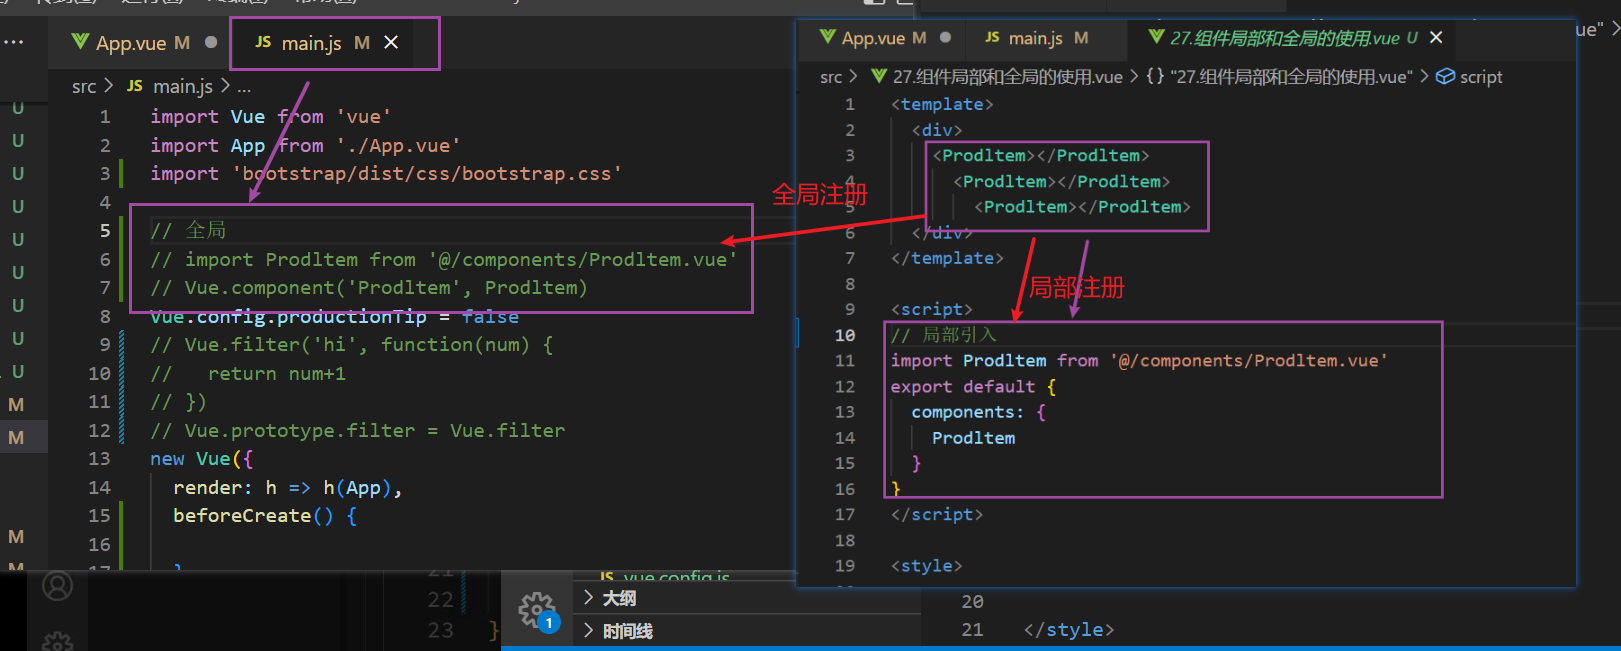 App.vue M
JS main.js M
src > JS main.js > ...
1 import Vue from 'vue'
2 import App from './App.vue'
3 import 'bootstrap/dist/css/bootstrap.css'
4
5 // 全局
6 // import Prodltem from '@/components/Prodltem.vue'
7 // Vue.component('Prodltem', Prodltem)
8 Vue.config.productionTip = false
9 // Vue.filter('hi', function(num) {
10 //   return num+1
11 // })
12 // Vue.prototype.filter = Vue.filter
13 new Vue({
14   render: h => h(App),
15   beforeCreate() {
16
17   }
U
U
U
U
U
U
U
U
U
M
M
M
M
全局注册
局部注册
App.vue M
JS main.js M
27.组件局部和全局的使用.vue U
src > 27.组件局部和全局的使用.vue > {} "27.组件局部和全局的使用.vue" > script
1 <template>
2   <div>
3     <Prodltem></Prodltem>
4       <Prodltem></Prodltem>
5         <Prodltem></Prodltem>
6   </div>
7 </template>
8
9 <script>
10 // 局部引入
11 import Prodltem from '@/components/Prodltem.vue'
12 export default {
13   components: {
14     Prodltem
15   }
16 }
17 </script>
18
19 <style>
20
21 </style>
ue" >
21
22
23 }
JS vue.config.js
> 大纲
> 时间线
1